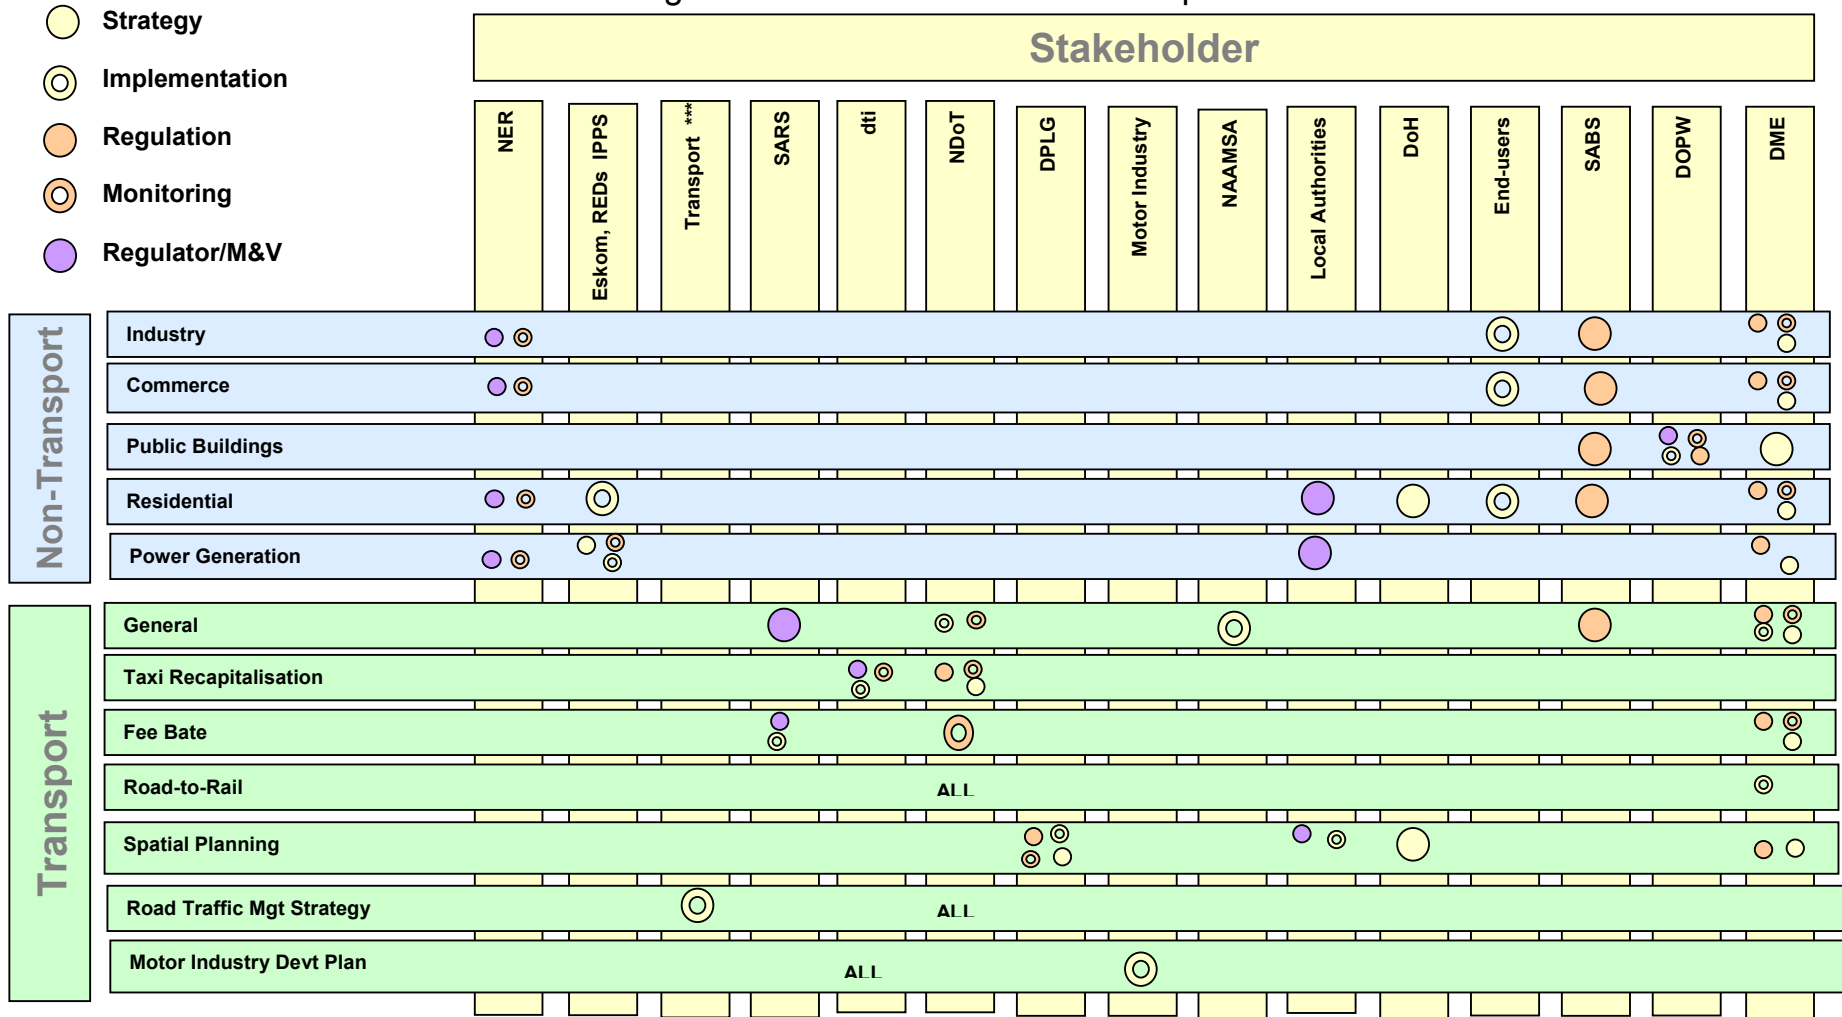 Strategy
Implementation
Regulation
Monitoring
Regulator/M&V
Stakeholder
NER
Eskom, REDs IPPS
Transport ***
SARS
dti
NDoT
DPLG
Motor Industry
NAAMSA
Local Authorities
DoH
End-users
SABS
DOPW
DME
Non-Transport
Industry
Commerce
Public Buildings
Residential
Power Generation
Transport
General
Taxi Recapitalisation
Fee Bate
Road-to-Rail
ALL
Spatial Planning
Road Traffic Mgt Strategy
ALL
Motor Industry Devt Plan
ALL